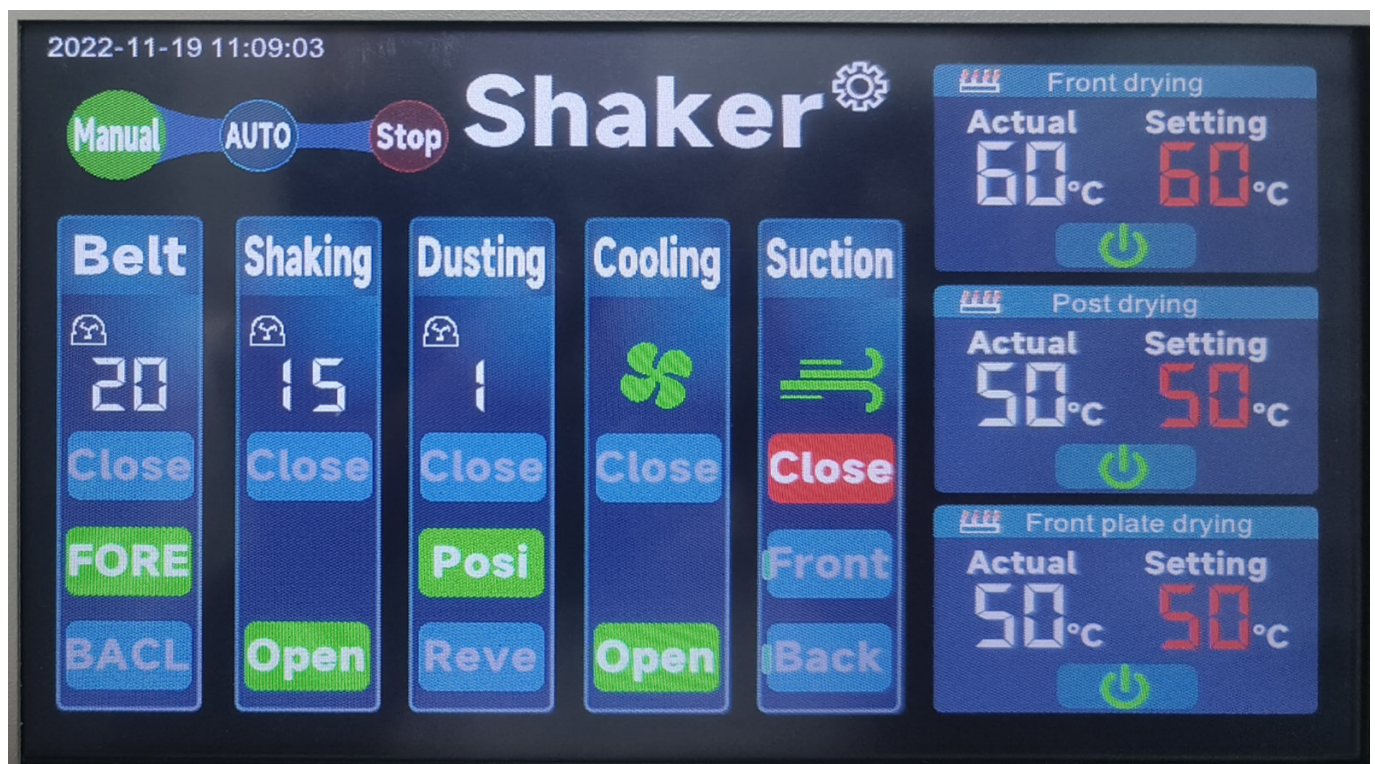 2022-11-19 11:09:03
Shaker
Manual AUTO Stop
Belt
20
Close
FORE
BACL
Shaking
15
Close
Open
Dusting
1
Close
Posi
Reve
Cooling
Close
Open
Suction
Close
Front
Back
Front drying
Actual Setting
60°C 60°C
Post drying
Actual Setting
50°C 50°C
Front plate drying
Actual Setting
50°C 50°C